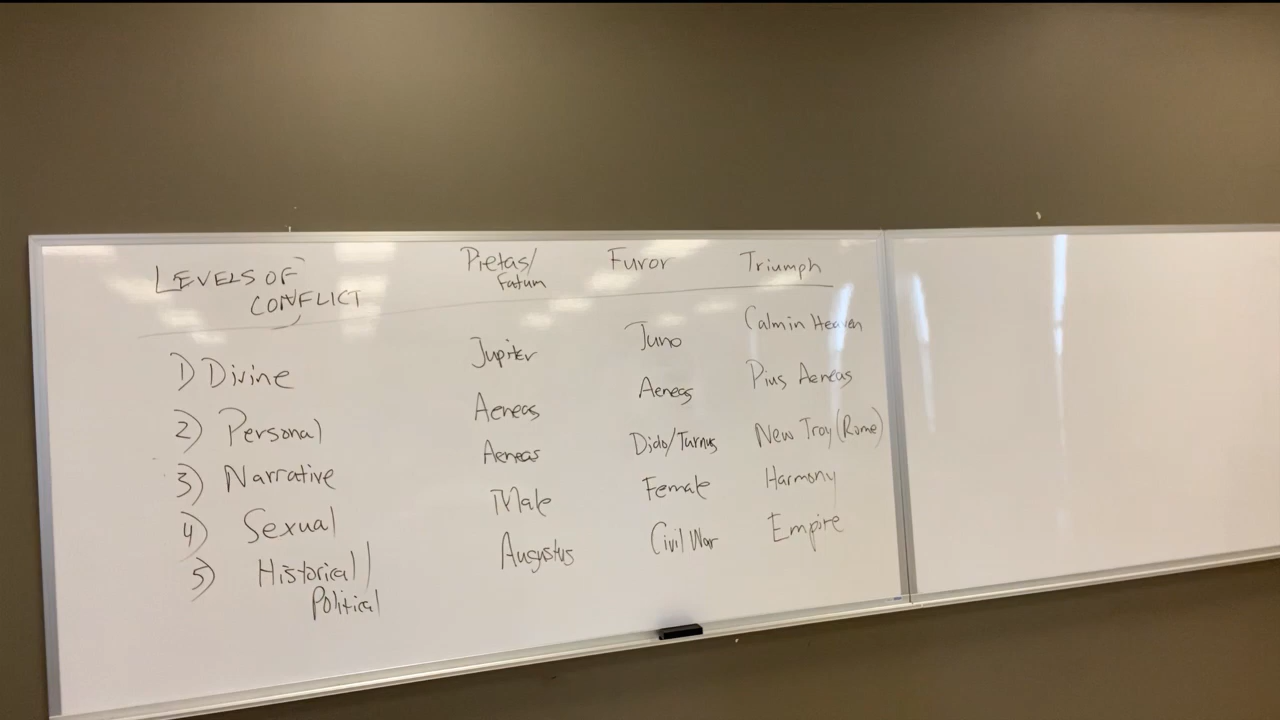 LEVELS OF Pietas/ Furor Triumph
CONFLICT Fatum
1) Divine Jupiter Juno Calm in Heaven
2) Personal Aeneas Aeneas Pius Aeneas
3) Narrative Aeneas Dido/Turnus New Troy (Rome)
4) Sexual Male Female Harmony
5) Historical/ Augustus Civil War Empire
Political